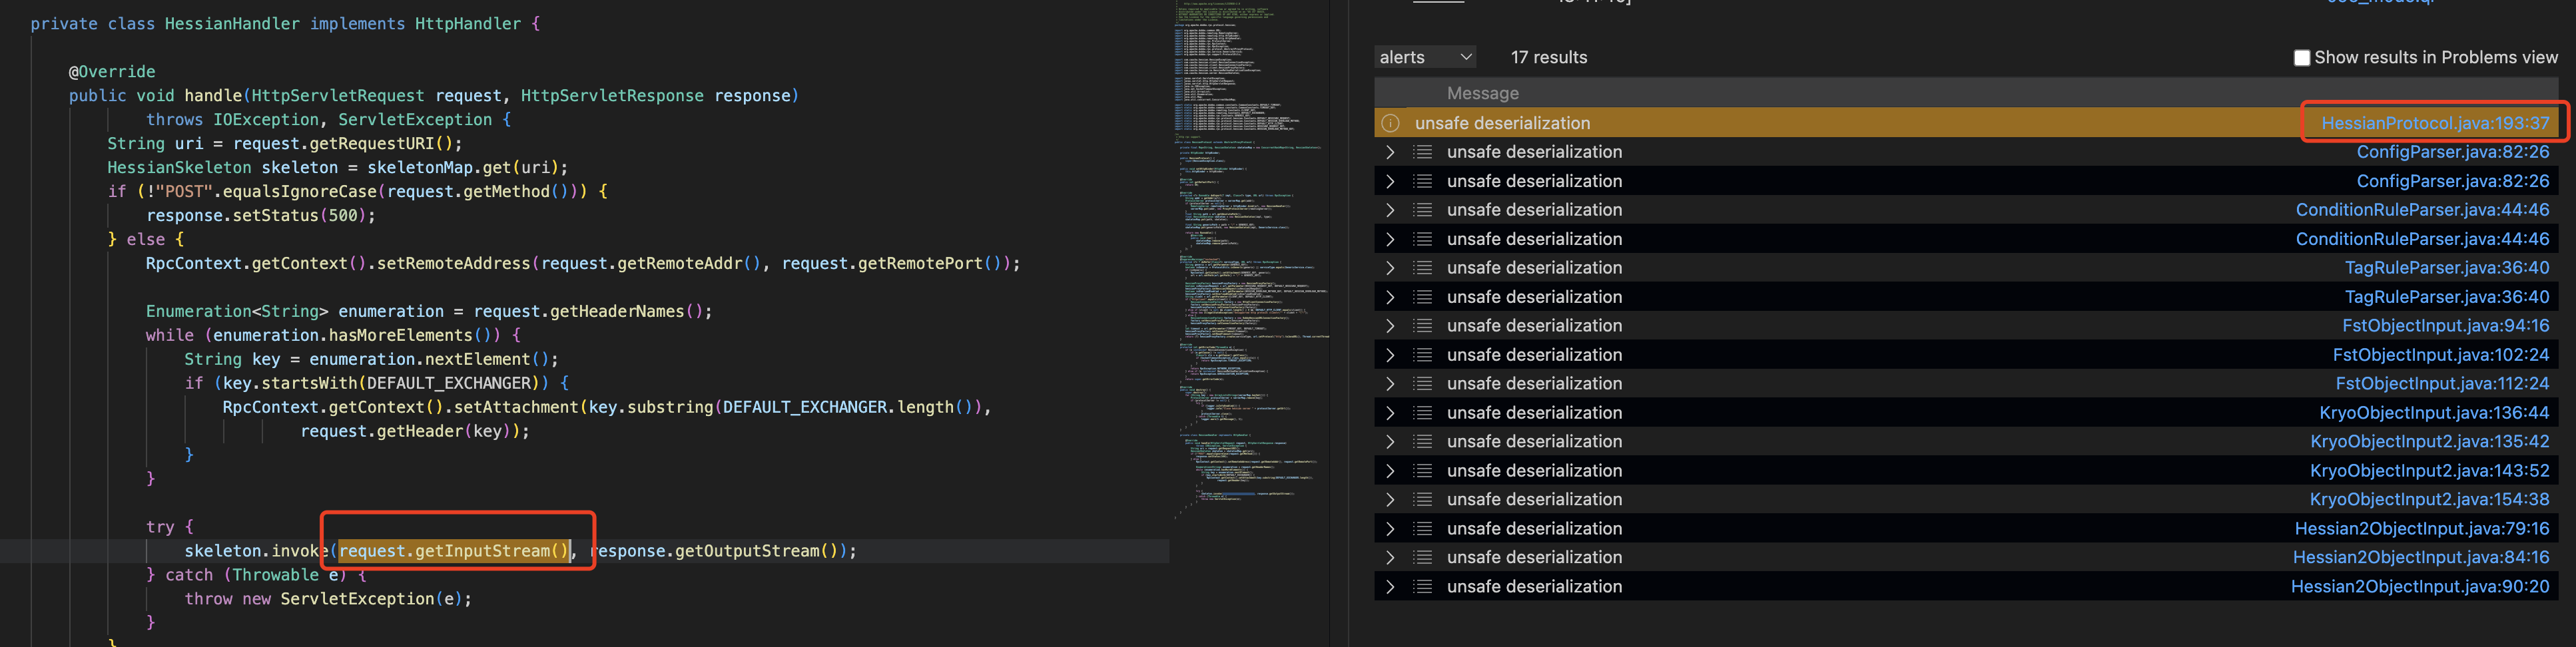 private class HessianHandler implements HttpHandler {
@Override
public void handle(HttpServletRequest request, HttpServletResponse response)
throws IOException, ServletException {
String uri = request.getRequestURI();
HessianSkeleton skeleton = skeletonMap.get(uri);
if (!"POST".equalsIgnoreCase(request.getMethod())) {
response.setStatus(500);
} else {
RpcContext.getContext().setRemoteAddress(request.getRemoteAddr(), request.getRemotePort());
Enumeration<String> enumeration = request.getHeaderNames();
while (enumeration.hasMoreElements()) {
String key = enumeration.nextElement();
if (key.startsWith(DEFAULT_EXCHANGER)) {
RpcContext.getContext().setAttachment(key.substring(DEFAULT_EXCHANGER.length()),
request.getHeader(key));
}
}
try {
skeleton.invoke(request.getInputStream(), response.getOutputStream());
} catch (Throwable e) {
throw new ServletException(e);
}
}
alerts 17 results Show results in Problems view
Message
unsafe deserialization HessianProtocol.java:193:37
unsafe deserialization ConfigParser.java:82:26
unsafe deserialization ConfigParser.java:82:26
unsafe deserialization ConditionRuleParser.java:44:46
unsafe deserialization ConditionRuleParser.java:44:46
unsafe deserialization TagRuleParser.java:36:40
unsafe deserialization TagRuleParser.java:36:40
unsafe deserialization FstObjectInput.java:94:16
unsafe deserialization FstObjectInput.java:102:24
unsafe deserialization FstObjectInput.java:112:24
unsafe deserialization KryoObjectInput.java:136:44
unsafe deserialization KryoObjectInput2.java:135:42
unsafe deserialization KryoObjectInput2.java:143:52
unsafe deserialization KryoObjectInput2.java:154:38
unsafe deserialization Hessian2ObjectInput.java:79:16
unsafe deserialization Hessian2ObjectInput.java:84:16
unsafe deserialization Hessian2ObjectInput.java:90:20